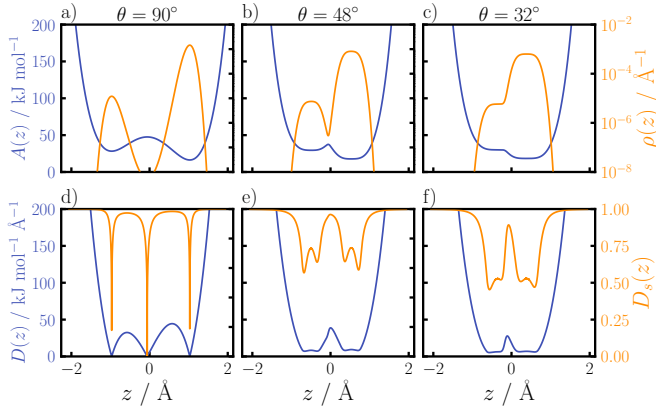 a) θ = 90° b) θ = 48° c) θ = 32°
200 10⁻²
150 10⁻⁴
100
50 10⁻⁶
0 10⁻⁸
A(z) / kJ mol⁻¹
ρ(z) / Å⁻¹
d) e) f)
200 1.00
150 0.75
100 0.50
50 0.25
0 0.00
D(z) / kJ mol⁻¹ Å⁻¹
D_s(z)
−2 0 2 −2 0 2 −2 0 2
z / Å z / Å z / Å